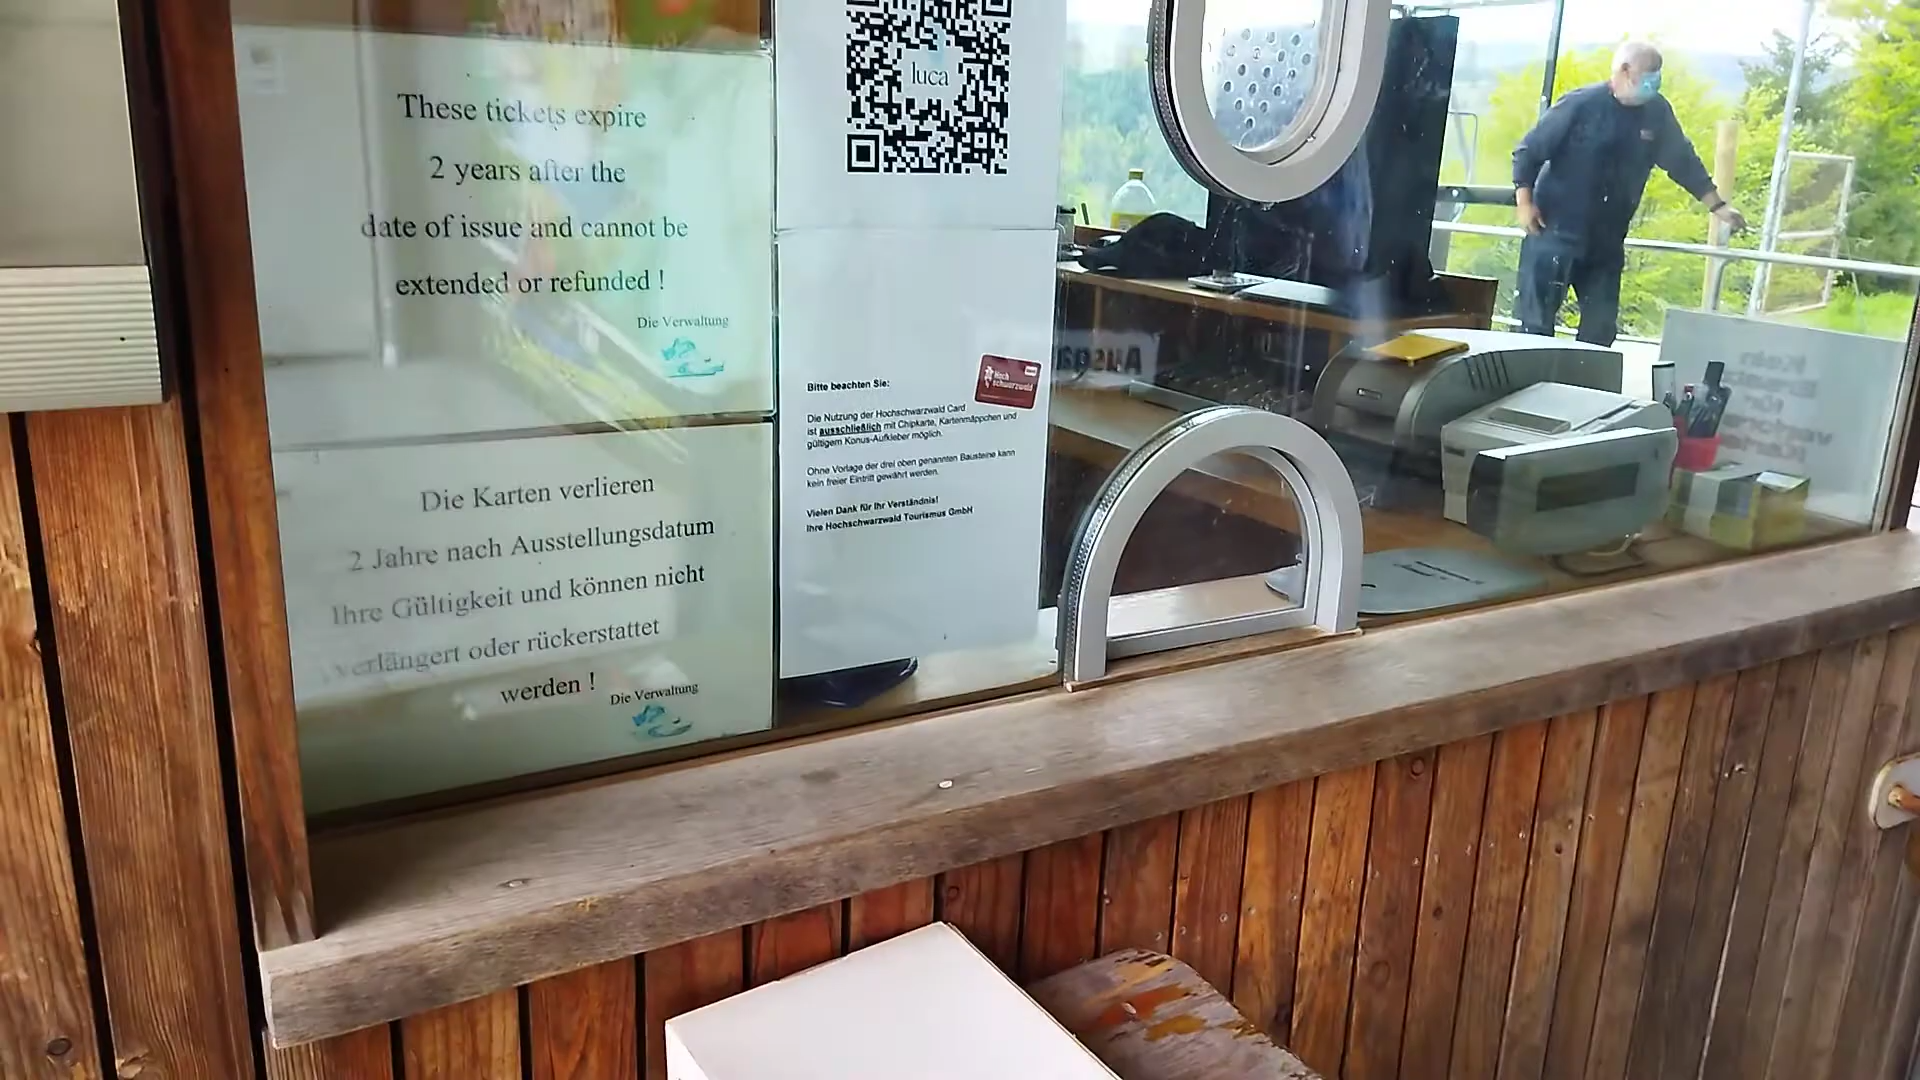 These tickets expire
2 years after the
date of issue and cannot be
extended or refunded !
Die Verwaltung
Die Karten verlieren
2 Jahre nach Ausstellungsdatum
Ihre Gültigkeit und können nicht
verlängert oder rückerstattet
werden !
Die Verwaltung
luca
Hoch
schwarzwald
Bitte beachten Sie:
Die Nutzung der Hochschwarzwald Card
ist ausschließlich mit Chipkarte, Kartenmäppchen und
gültigem Konus-Aufkleber möglich.
Ohne Vorlage der drei oben genannten Bausteine kann
kein freier Eintritt gewährt werden.
Vielen Dank für Ihr Verständnis!
Ihre Hochschwarzwald Tourismus GmbH